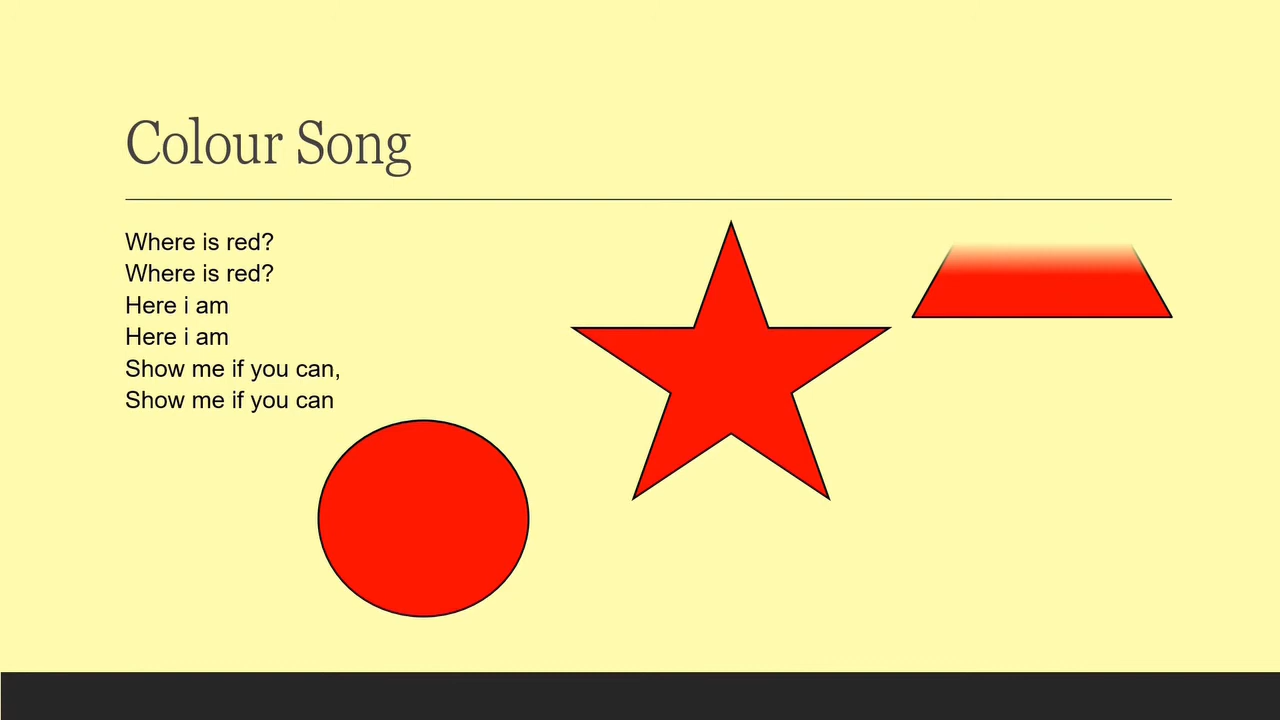 Colour Song
Where is red?
Where is red?
Here i am
Here i am
Show me if you can,
Show me if you can